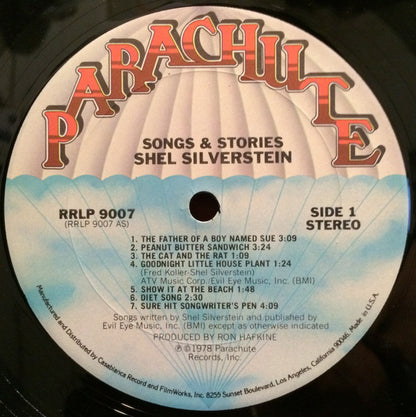 PARACHUTE
SONGS & STORIES
SHEL SILVERSTEIN
RRLP 9007
(RRLP 9007 AS)
SIDE 1
STEREO
1. THE FATHER OF A BOY NAMED SUE 3:09
2. PEANUT BUTTER SANDWICH 3:24
3. THE CAT AND THE RAT 1:09
4. GOODNIGHT LITTLE HOUSE PLANT 1:24
(Fred Koller-Shel Silverstein)
ATV Music Corp./Evil Eye Music, Inc. (BMI)
5. SHOW IT AT THE BEACH 1:48
6. DIET SONG 2:30
7. SURE HIT SONGWRITER'S PEN 4:09
Songs written by Shel Silverstein and published by
Evil Eye Music, Inc. (BMI) except as otherwise indicated
PRODUCED BY RON HAFKINE
℗©1978 Parachute
Records, Inc.
Manufactured and Distributed by Casablanca Record and FilmWorks, Inc. 8255 Sunset Boulevard, Los Angeles, California 90046. Made in U.S.A.